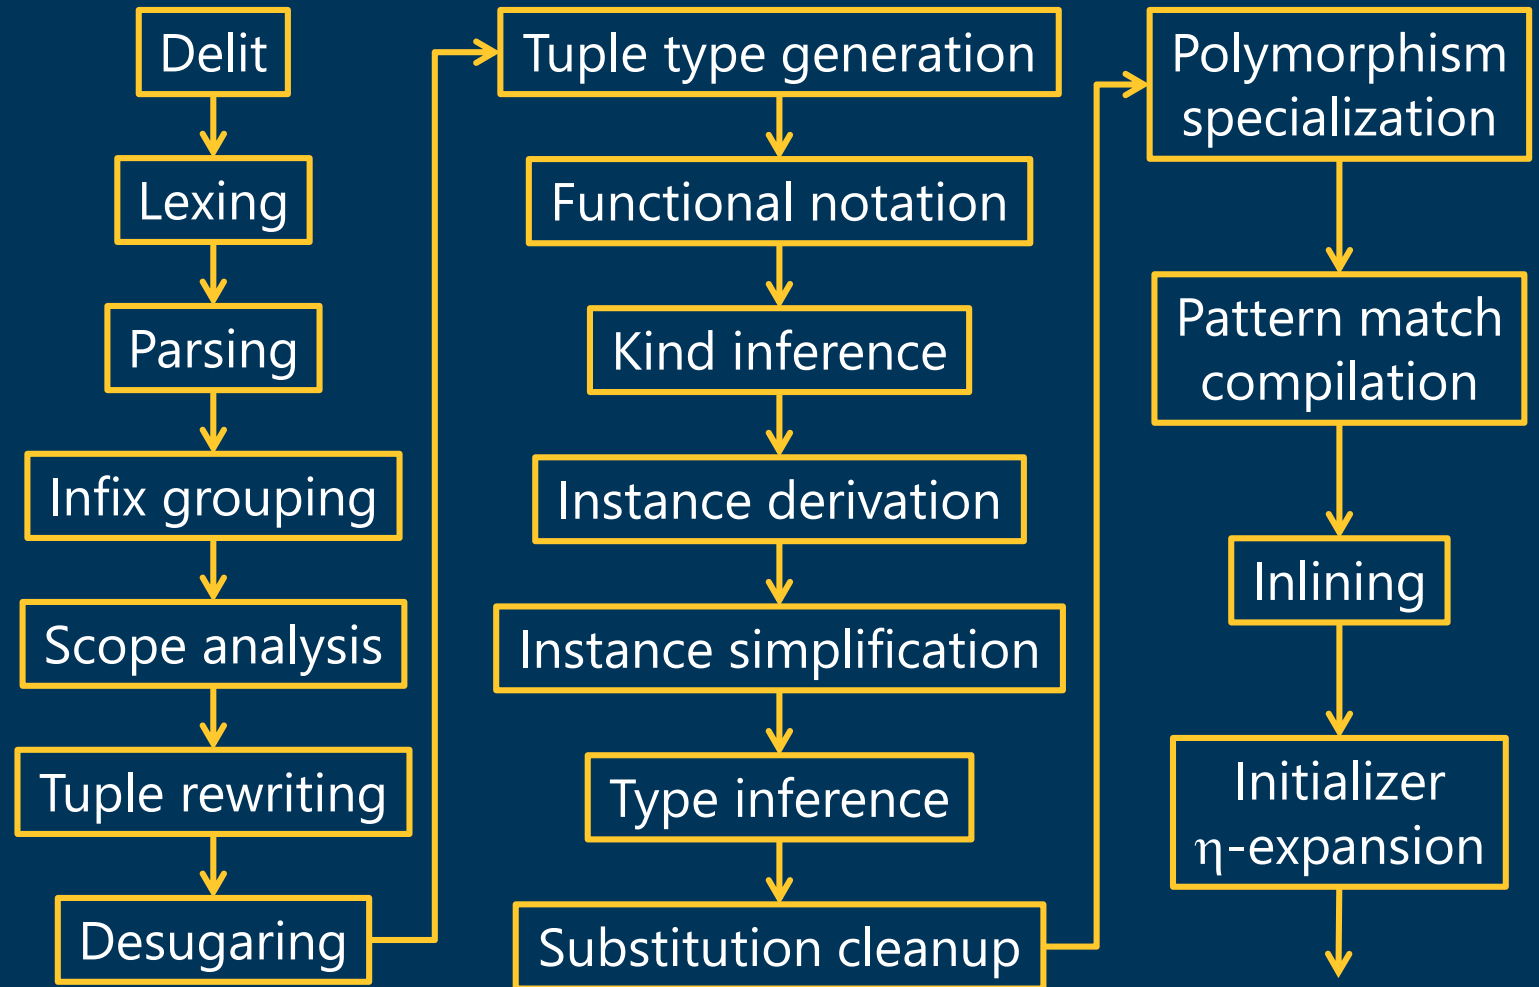 Delit
Lexing
Parsing
Infix grouping
Scope analysis
Tuple rewriting
Desugaring
Tuple type generation
Functional notation
Kind inference
Instance derivation
Instance simplification
Type inference
Substitution cleanup
Polymorphism
specialization
Pattern match
compilation
Inlining
Initializer
η-expansion